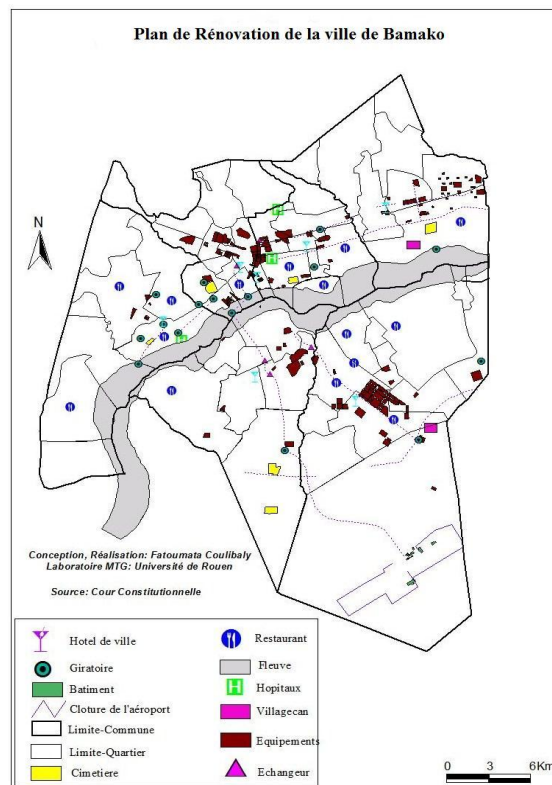 Plan de Rénovation de la ville de Bamako
N
H
H
H
Conception, Réalisation: Fatoumata Coulibaly
Laboratoire MTG: Université de Rouen
Source: Cour Constitutionnelle
Hotel de ville
Giratoire
Batiment
Cloture de l'aéroport
Limite-Commune
Limite-Quartier
Cimetiere
Restaurant
Fleuve
H Hopitaux
Villagecan
Equipements
Echangeur
0 3 6Km